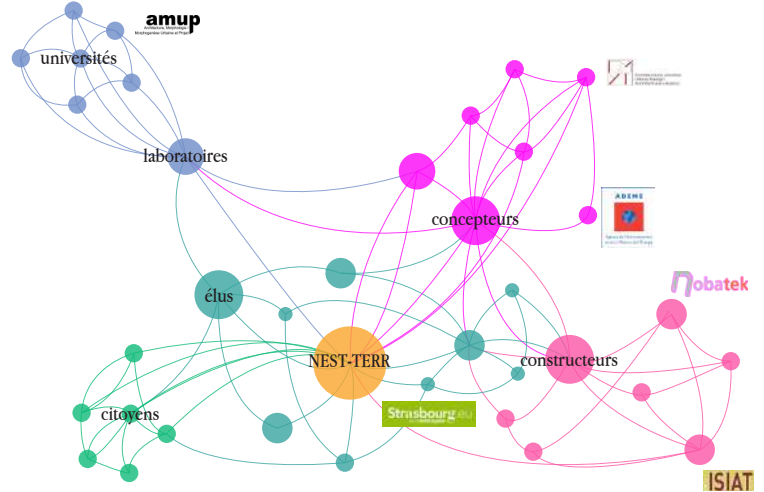 amup
universités
laboratoires
concepteurs
ADEME
nobatek
élus
NEST-TERR
constructeurs
Strasbourg.eu
citoyens
ISIAT